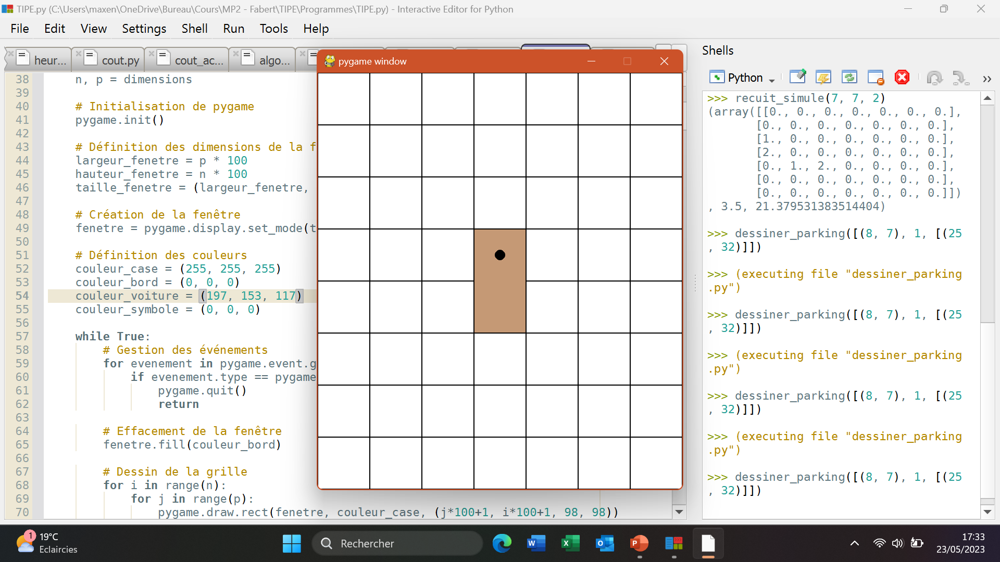 TIPE.py (C:\Users\maxen\OneDrive\Bureau\Cours\MP2 - Fabert\TIPE\Programmes\TIPE.py) - Interactive Editor for Python
File Edit View Settings Shell Run Tools Help
heur... cout.py cout_ac... algo...
38 n, p = dimensions
39
40 # Initialisation de pygame
41 pygame.init()
42
43 # Définition des dimensions de la f
44 largeur_fenetre = p * 100
45 hauteur_fenetre = n * 100
46 taille_fenetre = (largeur_fenetre,
47
48 # Création de la fenêtre
49 fenetre = pygame.display.set_mode(t
50
51 # Définition des couleurs
52 couleur_case = (255, 255, 255)
53 couleur_bord = (0, 0, 0)
54 couleur_voiture = (197, 153, 117)
55 couleur_symbole = (0, 0, 0)
56
57 while True:
58 # Gestion des événements
59 for evenement in pygame.event.g
60 if evenement.type == pygame
61 pygame.quit()
62 return
63
64 # Effacement de la fenêtre
65 fenetre.fill(couleur_bord)
66
67 # Dessin de la grille
68 for i in range(n):
69 for j in range(p):
70 pygame.draw.rect(fenetre, couleur_case, (j*100+1, i*100+1, 98, 98))
pygame window
Shells
Python
>>> recuit_simule(7, 7, 2)
(array([[0., 0., 0., 0., 0., 0., 0.],
[0., 0., 0., 0., 0., 0., 0.],
[1., 0., 0., 0., 0., 0., 0.],
[2., 0., 0., 0., 0., 0., 0.],
[0., 1., 2., 0., 0., 0., 0.],
[0., 0., 0., 0., 0., 0., 0.],
[0., 0., 0., 0., 0., 0., 0.]])
, 3.5, 21.379531383514404)
>>> dessiner_parking([(8, 7), 1, [(25
, 32)]])
>>> (executing file "dessiner_parking
.py")
>>> dessiner_parking([(8, 7), 1, [(25
, 32)]])
>>> (executing file "dessiner_parking
.py")
>>> dessiner_parking([(8, 7), 1, [(25
, 32)]])
>>> (executing file "dessiner_parking
.py")
>>> dessiner_parking([(8, 7), 1, [(25
, 32)]])
1
19°C
Eclaircies
Rechercher
17:33
23/05/2023